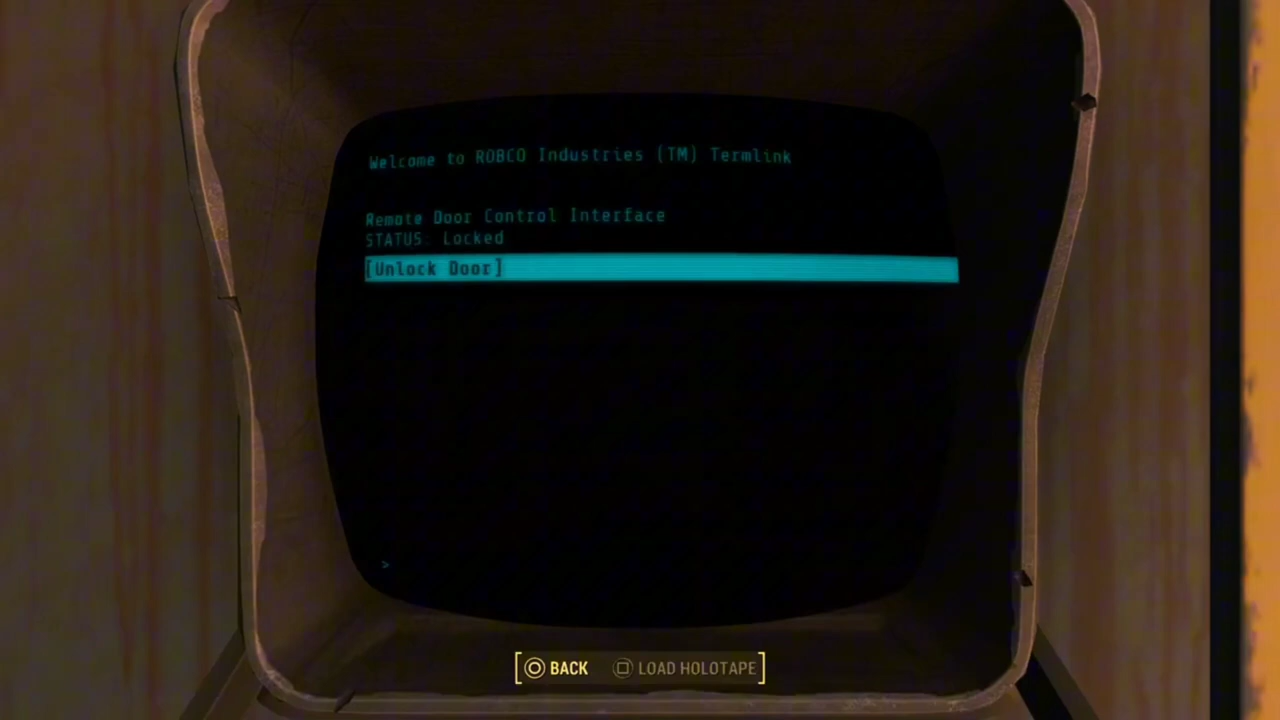 Welcome to ROBCO Industries (TM) Termlink
Remote Door Control Interface
STATUS: Locked
[Unlock Door]
>
BACK LOAD HOLOTAPE